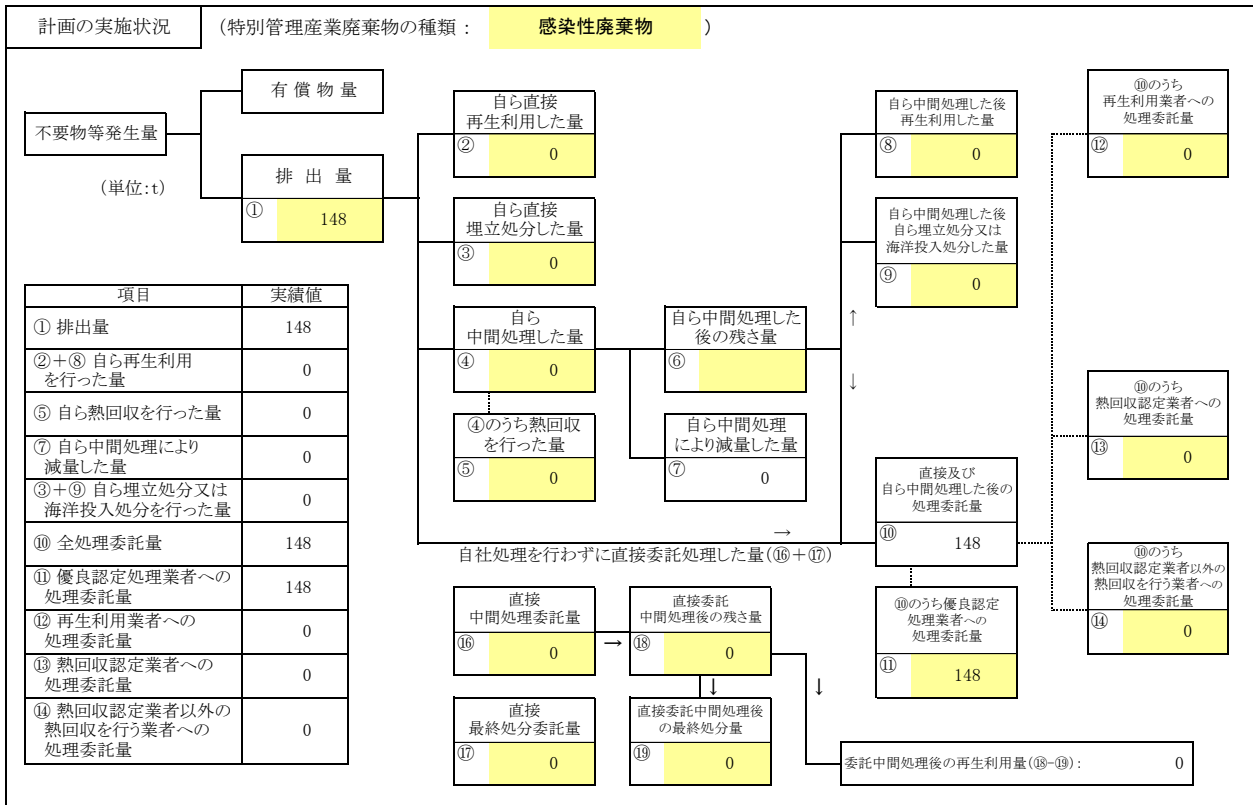 計画の実施状況 (特別管理産業廃棄物の種類： 感染性廃棄物 )
不要物等発生量
(単位:t)
有 償 物 量
排 出 量
① 148
自ら直接
再生利用した量
② 0
自ら直接
埋立処分した量
③ 0
自ら
中間処理した量
④ 0
④のうち熱回収
を行った量
⑤ 0
自ら中間処理した
後の残さ量
⑥
自ら中間処理
により減量した量
⑦ 0
自ら中間処理した後
再生利用した量
⑧ 0
自ら中間処理した後
自ら埋立処分又は
海洋投入処分した量
⑨ 0
↑
↓
直接及び
自ら中間処理した後の
処理委託量
⑩ 148
⑩のうち優良認定
処理業者への
処理委託量
⑪ 148
⑩のうち
再生利用業者への
処理委託量
⑫ 0
⑩のうち
熱回収認定業者への
処理委託量
⑬ 0
⑩のうち
熱回収認定業者以外の
熱回収を行う業者への
処理委託量
⑭ 0
→
自社処理を行わずに直接委託処理した量(⑯＋⑰)
直接
中間処理委託量
⑯ 0
→
直接委託
中間処理後の残さ量
⑱ 0
↓
↓
直接
最終処分委託量
⑰ 0
直接委託中間処理後
の最終処分量
⑲ 0
委託中間処理後の再生利用量(⑱-⑲)： 0
項目 実績値
① 排出量 148
②＋⑧ 自ら再生利用
を行った量 0
⑤ 自ら熱回収を行った量 0
⑦ 自ら中間処理により
減量した量 0
③＋⑨ 自ら埋立処分又は
海洋投入処分を行った量 0
⑩ 全処理委託量 148
⑪ 優良認定処理業者への
処理委託量 148
⑫ 再生利用業者への
処理委託量 0
⑬ 熱回収認定業者への
処理委託量 0
⑭ 熱回収認定業者以外の
熱回収を行う業者への
処理委託量 0